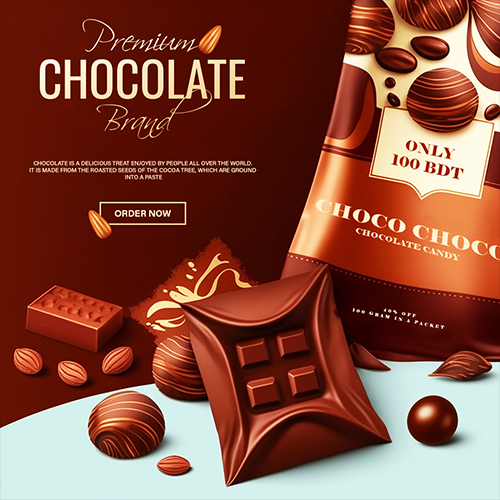 Premium
CHOCOLATE
Brand
CHOCOLATE IS A DELICIOUS TREAT ENJOYED BY PEOPLE ALL OVER THE WORLD.
IT IS MADE FROM THE ROASTED SEEDS OF THE COCOA TREE, WHICH ARE GROUND
INTO A PASTE
ORDER NOW
ONLY
100 BDT
CHOCO CHOCO
CHOCOLATE CANDY
40% OFF
100 GRAM IN A PACKET